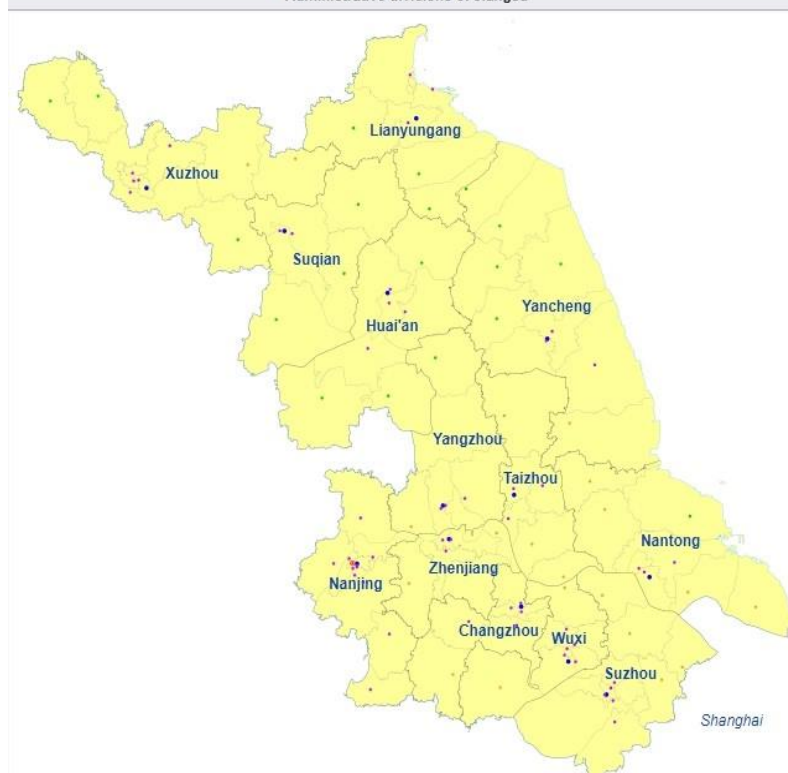 Lianyungang
Xuzhou
Suqian
Yancheng
Huai'an
Yangzhou
Taizhou
Nantong
Zhenjiang
Nanjing
Changzhou
Wuxi
Suzhou
Shanghai